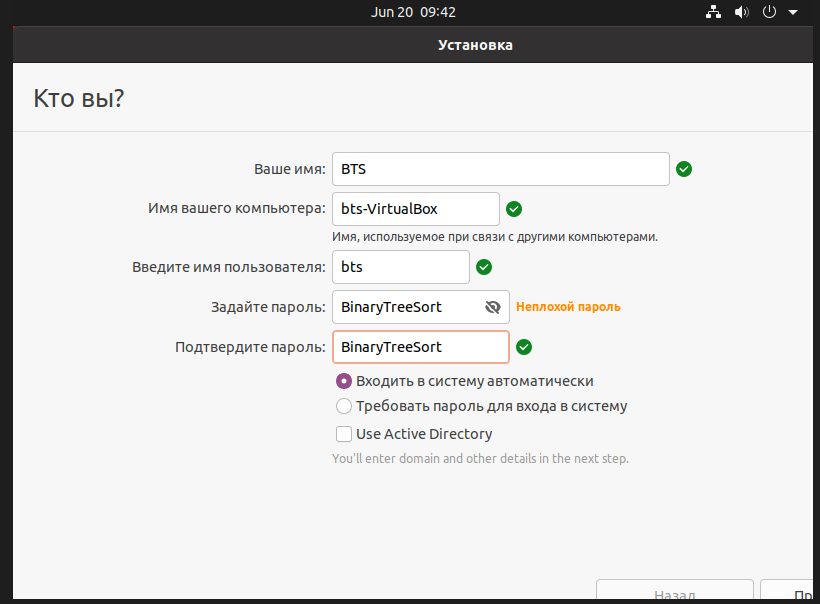 Jun 20 09:42
Установка
Кто вы?
Ваше имя: BTS
Имя вашего компьютера: bts-VirtualBox
Имя, используемое при связи с другими компьютерами.
Введите имя пользователя: bts
Задайте пароль: BinaryTreeSort Неплохой пароль
Подтвердите пароль: BinaryTreeSort
Входить в систему автоматически
Требовать пароль для входа в систему
Use Active Directory
You'll enter domain and other details in the next step.
Назад